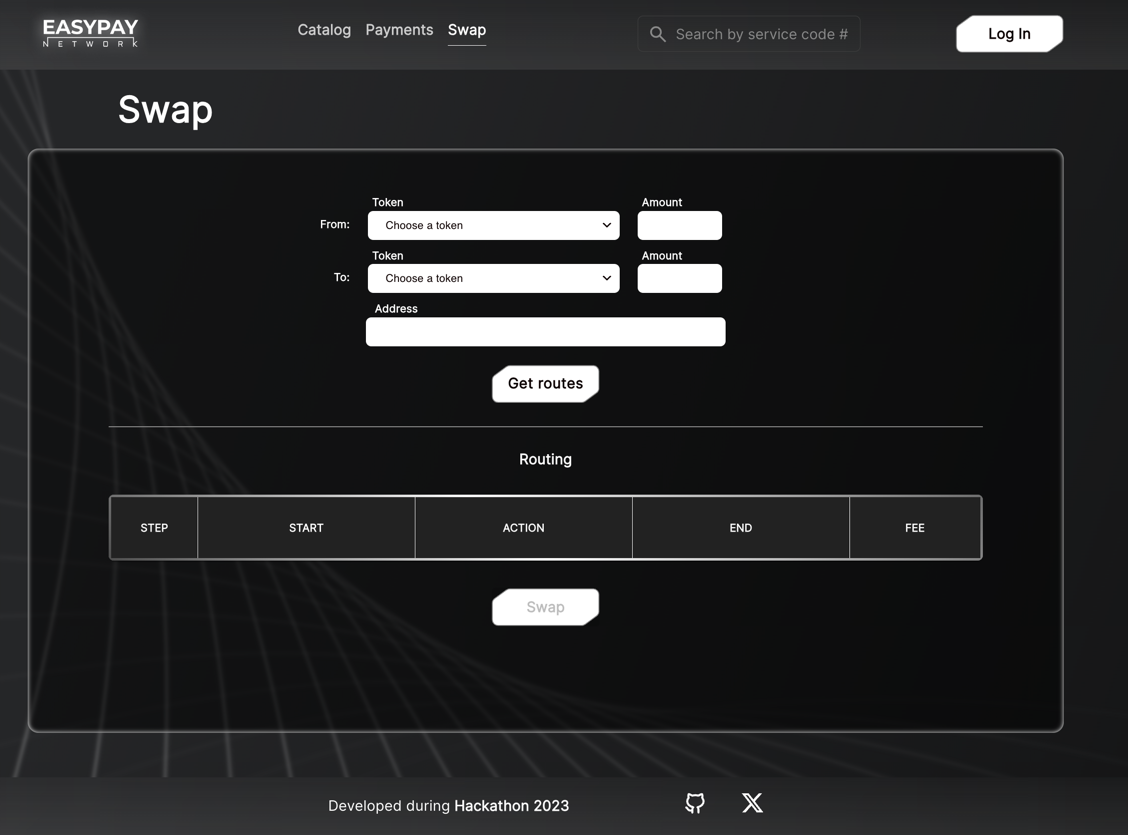 EASYPAY
NETWORK
Catalog Payments Swap
Search by service code #
Log In
Swap
Token Amount
From: Choose a token
Token Amount
To: Choose a token
Address
Get routes
Routing
STEP START ACTION END FEE
Swap
Developed during Hackathon 2023